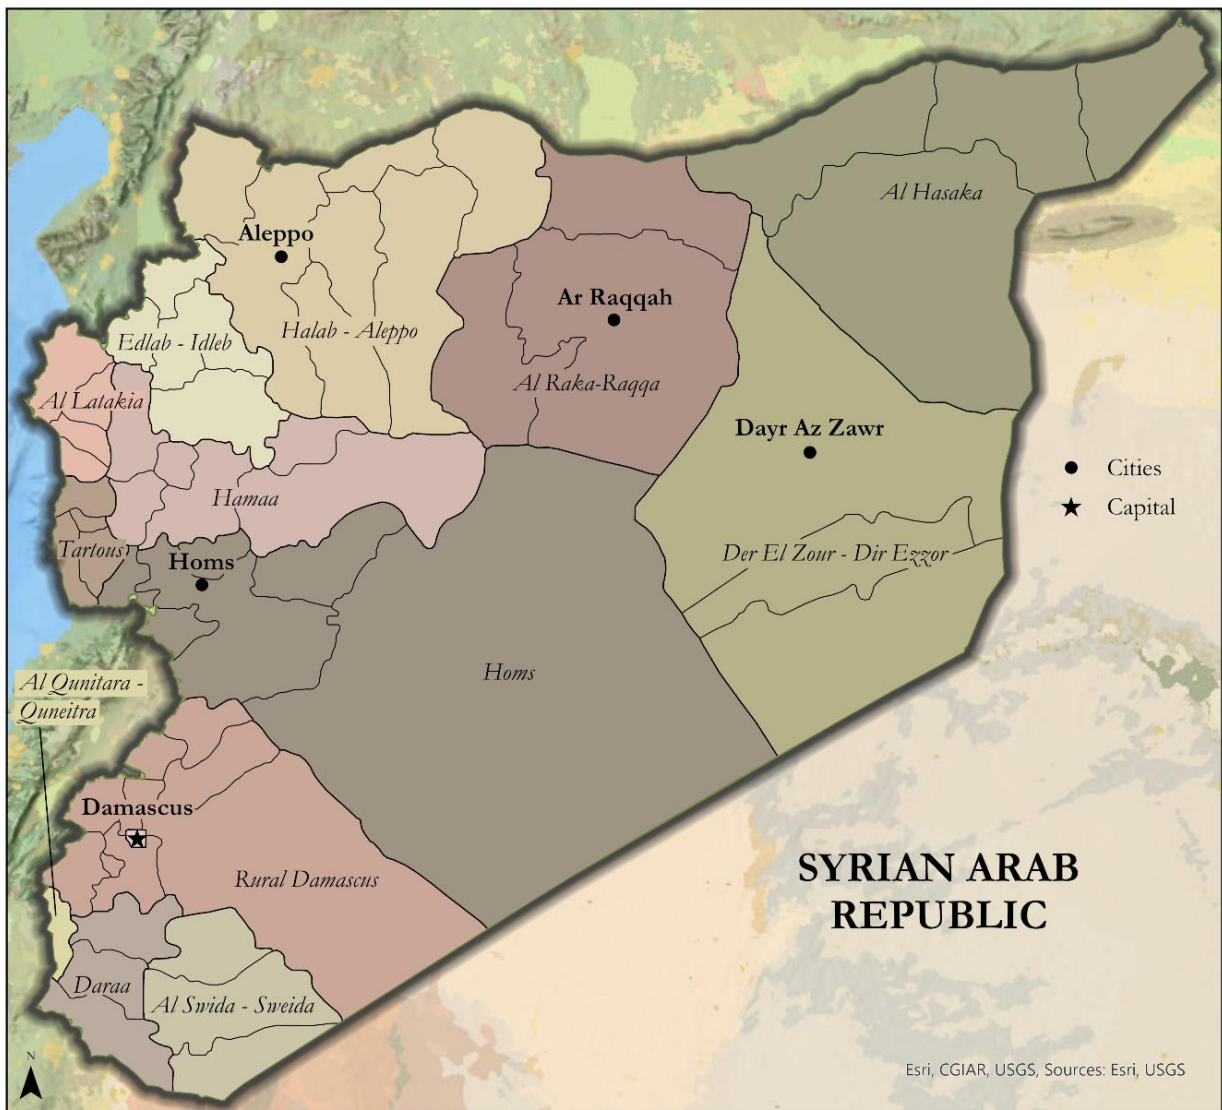 Al Hasaka
Aleppo
Ar Raqqah
Edlab - Idleb
Halab - Aleppo
Al Raka-Raqqa
Al Latakia
Dayr Az Zawr
Cities
Hamaa
Capital
Tartous
Homs
Der El Zour - Dir Ezzor
Al Qunitara -
Quneitra
Homs
Damascus
Rural Damascus
SYRIAN ARAB
REPUBLIC
Daraa
Al Swida - Sweida
N
Esri, CGIAR, USGS, Sources: Esri, USGS